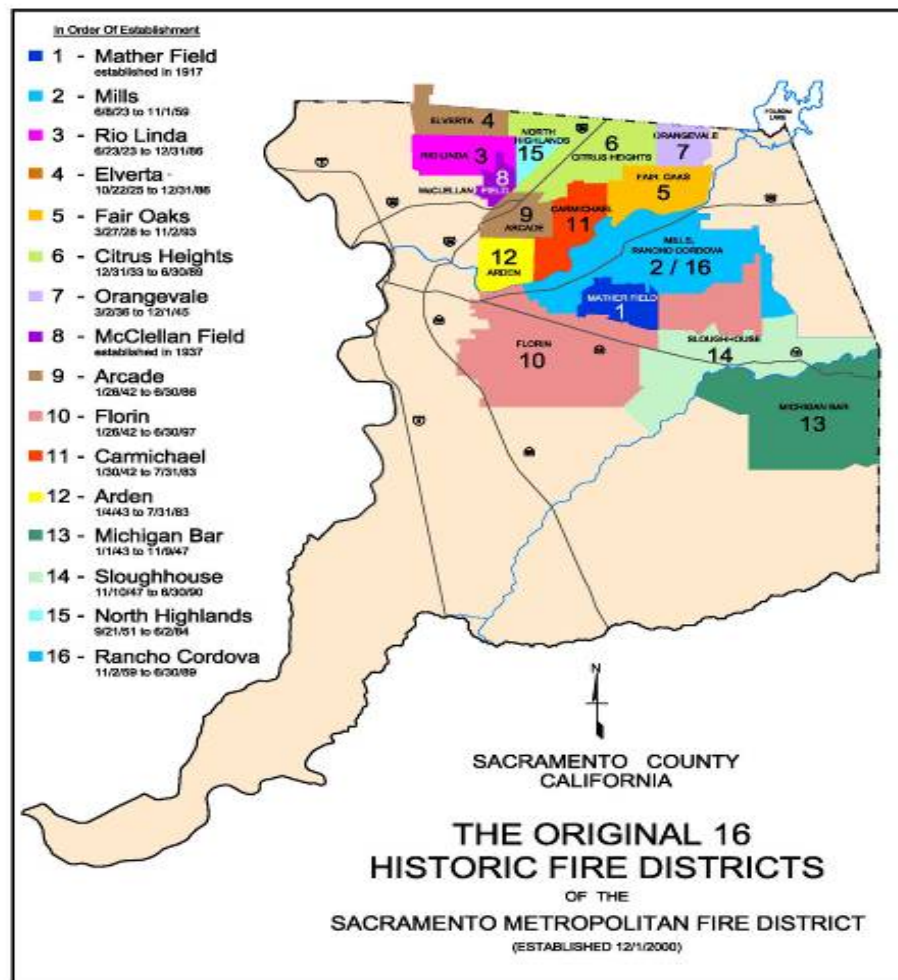 In Order Of Establishment
1 - Mather Field
established in 1917
2 - Mills
6/8/23 to 11/1/59
3 - Rio Linda
6/23/23 to 12/31/86
4 - Elverta
10/22/25 to 12/31/86
5 - Fair Oaks
3/27/28 to 11/2/93
6 - Citrus Heights
12/31/33 to 6/30/89
7 - Orangevale
3/2/36 to 12/1/45
8 - McClellan Field
established in 1937
9 - Arcade
1/26/42 to 6/30/86
10 - Florin
1/26/42 to 6/30/97
11 - Carmichael
1/30/42 to 7/31/83
12 - Arden
1/4/43 to 7/31/83
13 - Michigan Bar
1/1/43 to 11/9/47
14 - Sloughhouse
11/10/47 to 6/30/90
15 - North Highlands
9/21/51 to 6/2/84
16 - Rancho Cordova
11/2/59 to 6/30/89
FOLSOM
LAKE
ELVERTA 4
NORTH
HIGHLANDS
15
6
CITRUS HEIGHTS
ORANGEVALE
7
RIO LINDA 3
8
McCLELLAN FIELD
FAIR OAKS
5
CARMICHAEL
11
9
ARCADE
12
ARDEN
MILLS,
RANCHO CORDOVA
2 / 16
MATHER FIELD
1
FLORIN
10
SLOUGHHOUSE
14
MICHIGAN BAR
13
N
SACRAMENTO COUNTY
CALIFORNIA
THE ORIGINAL 16
HISTORIC FIRE DISTRICTS
OF THE
SACRAMENTO METROPOLITAN FIRE DISTRICT
(ESTABLISHED 12/1/2000)